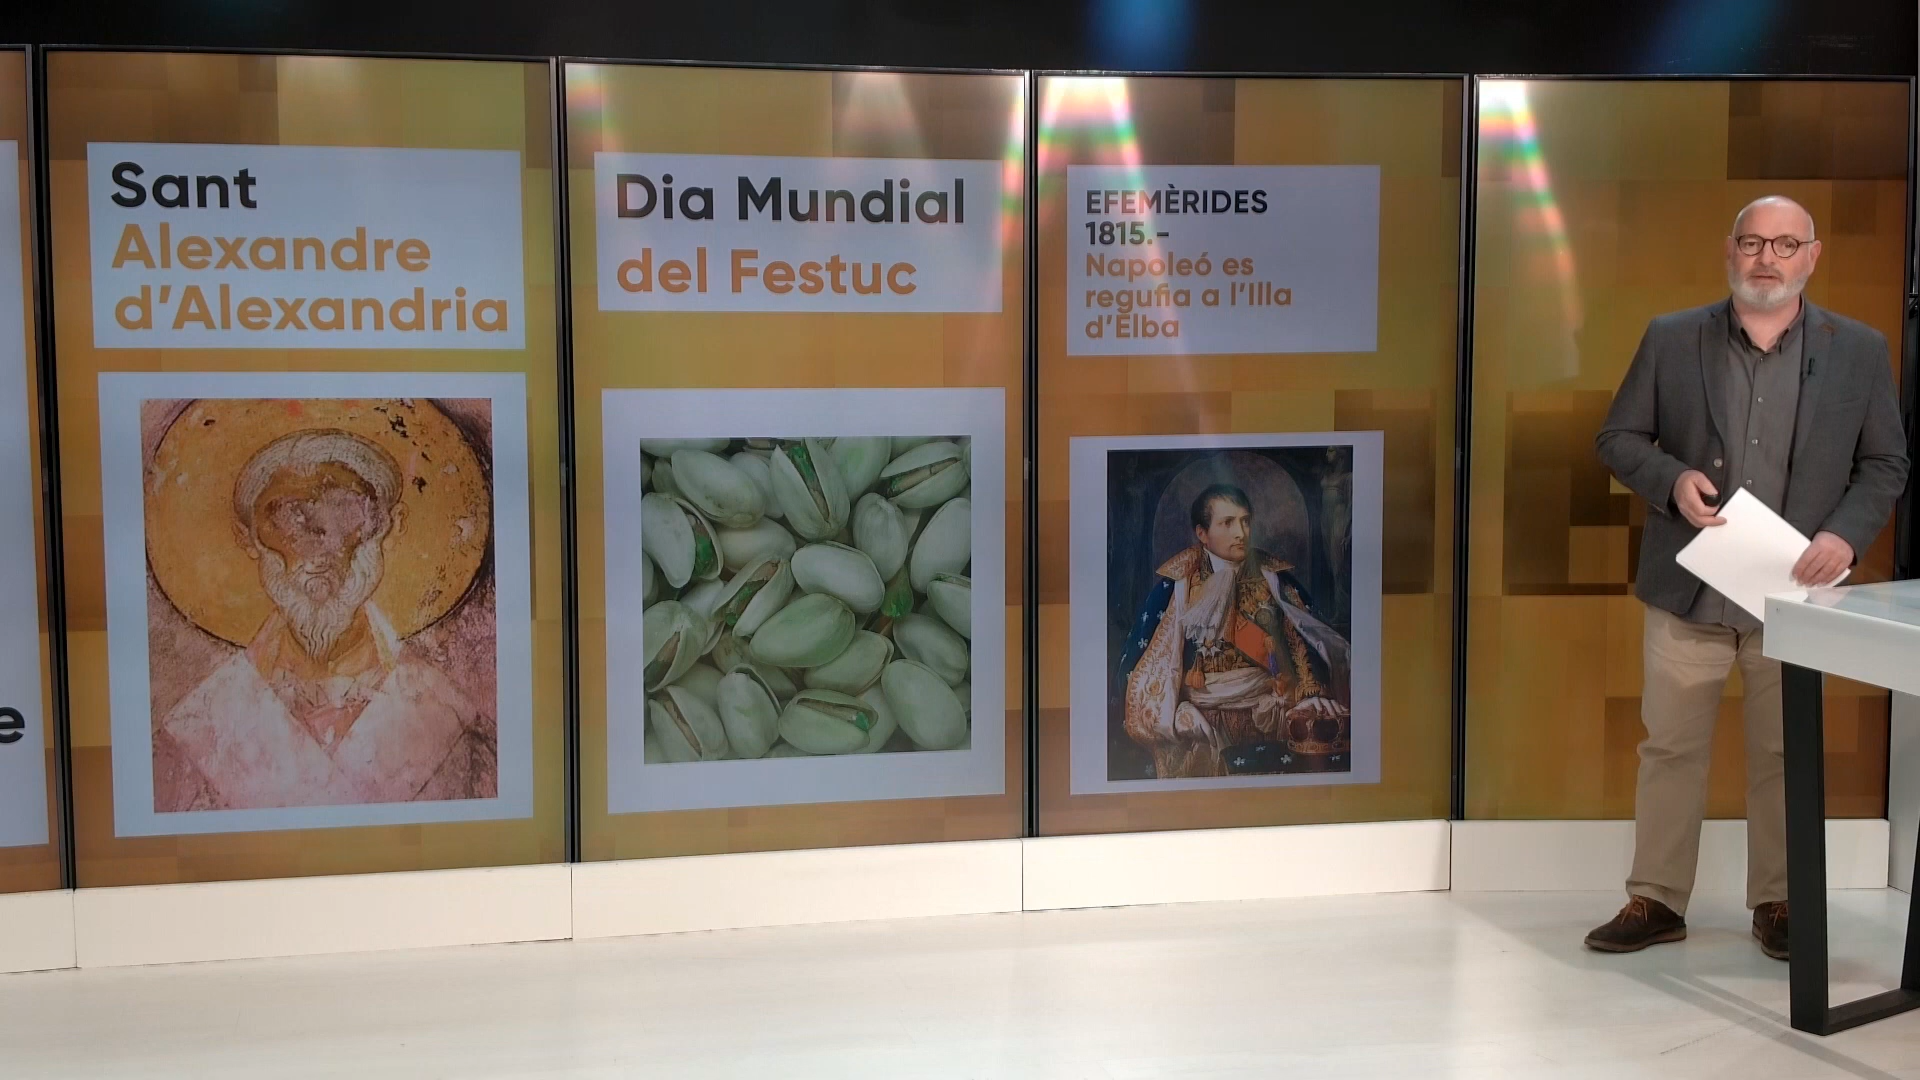 e
Sant
Alexandre
d'Alexandria
Dia Mundial
del Festuc
EFEMÈRIDES
1815.-
Napoleó es
regufia a l'Illa
d'Elba